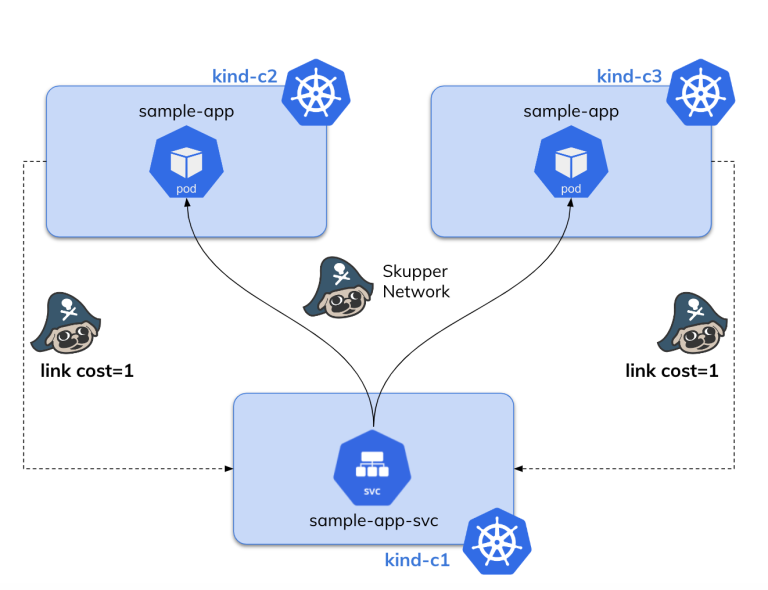 kind-c2
kind-c3
sample-app
sample-app
pod
pod
Skupper
Network
link cost=1
link cost=1
svc
sample-app-svc
kind-c1